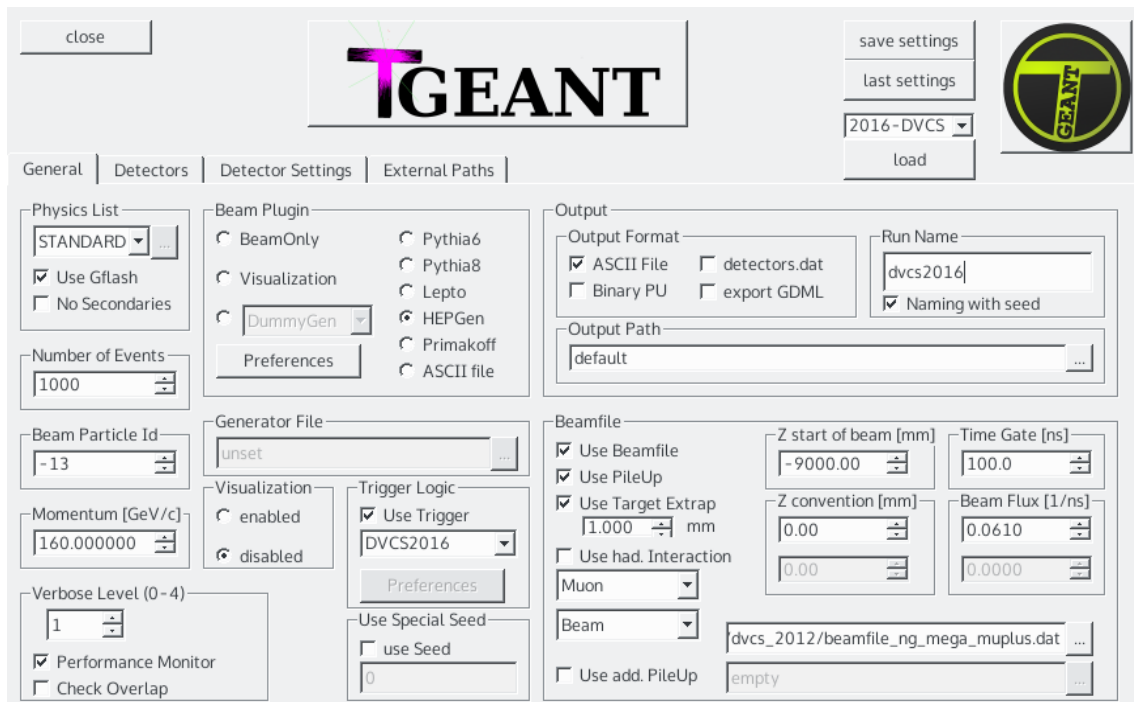 close
TGEANT
save settings
last settings
2016-DVCS
load
TGEANT
General
Detectors
Detector Settings
External Paths
Physics List
STANDARD
...
Use Gflash
No Secondaries
Number of Events
1000
Beam Particle Id
-13
Momentum [GeV/c]
160.000000
Verbose Level (0-4)
1
Performance Monitor
Check Overlap
Beam Plugin
BeamOnly
Visualization
DummyGen
Preferences
Pythia6
Pythia8
Lepto
HEPGen
Primakoff
ASCII file
Generator File
unset
...
Visualization
enabled
disabled
Trigger Logic
Use Trigger
DVCS2016
Preferences
Use Special Seed
use Seed
0
Output
Output Format
ASCII File
detectors.dat
Binary PU
export GDML
Run Name
dvcs2016
Naming with seed
Output Path
default
...
Beamfile
Use Beamfile
Use PileUp
Use Target Extrap
1.000 mm
Use had. Interaction
Muon
Beam
Z start of beam [mm]
-9000.00
Time Gate [ns]
100.0
Z convention [mm]
0.00
0.00
Beam Flux [1/ns]
0.0610
0.0000
/dvcs_2012/beamfile_ng_mega_muplus.dat
...
Use add. PileUp
empty
...